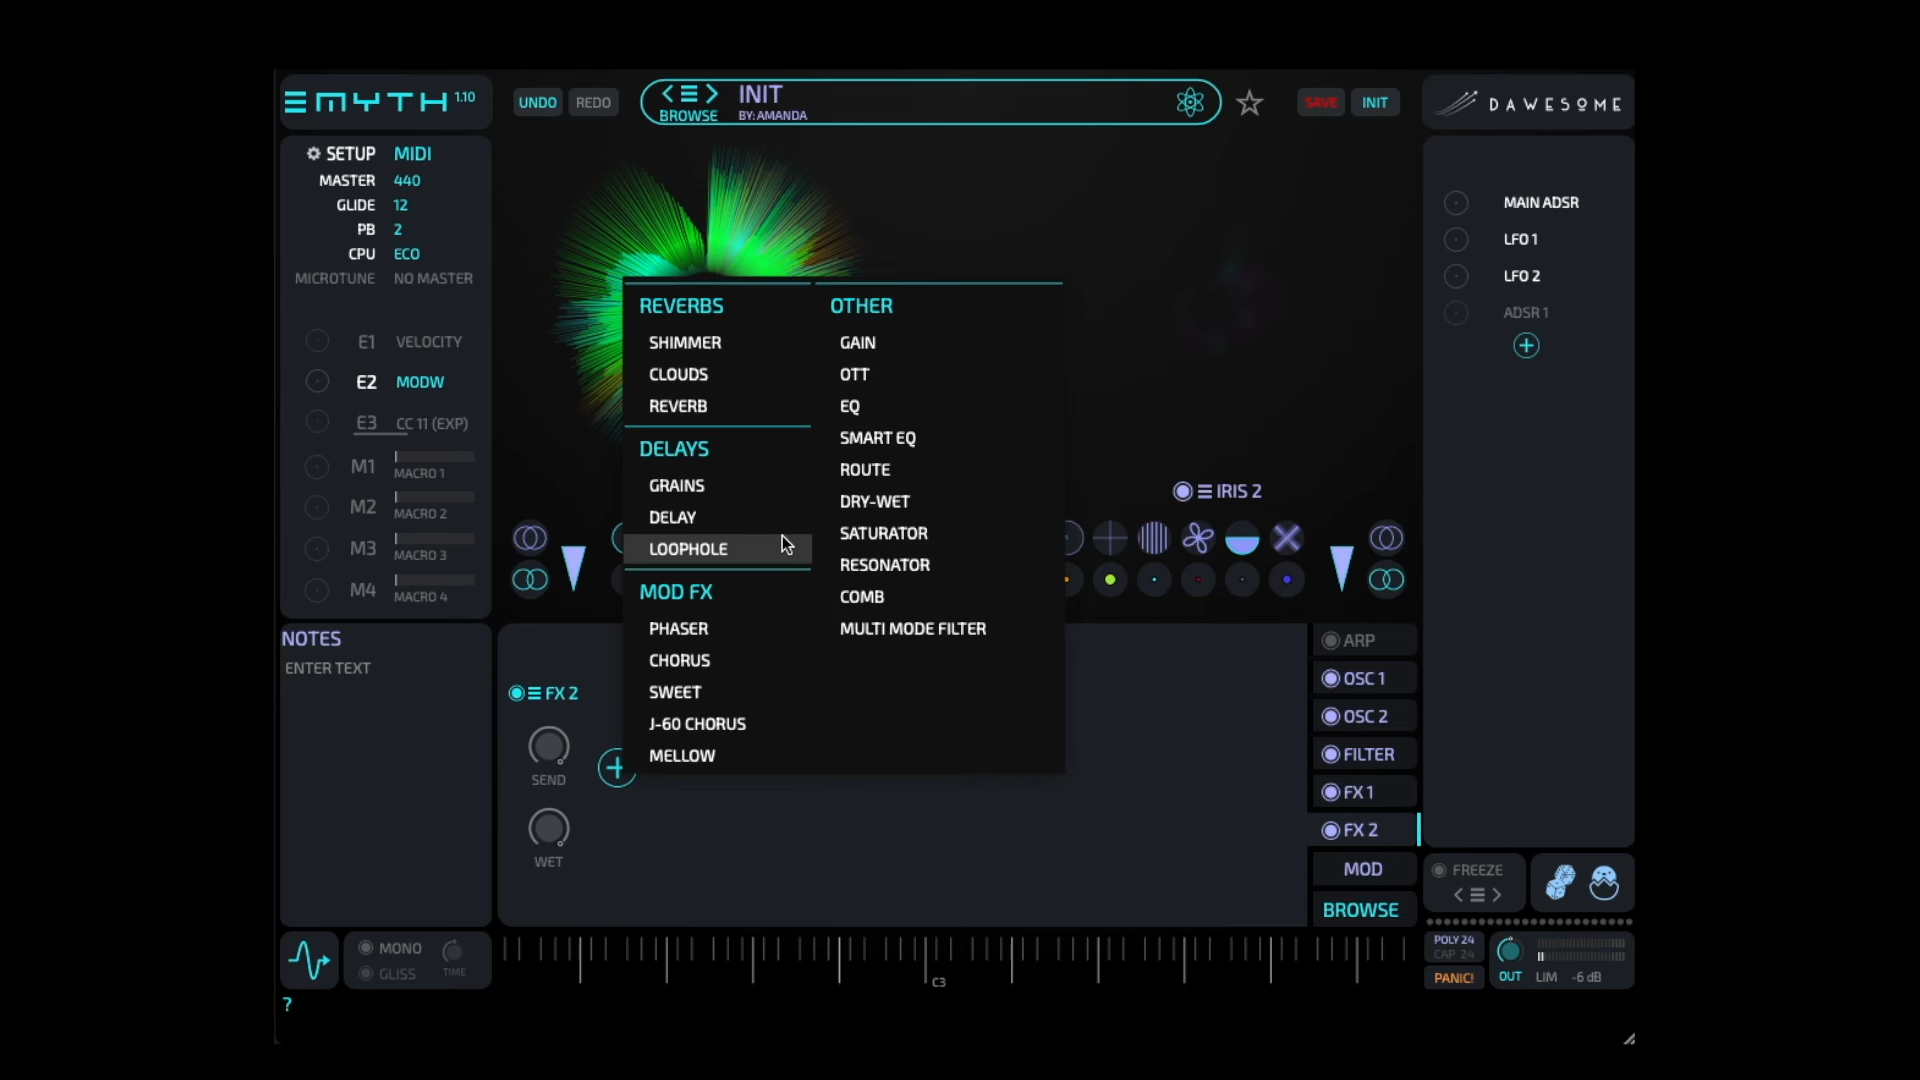 MYTH 1.10
UNDO REDO
BROWSE
INIT
BY: AMANDA
SAVE INIT
DAWESOME
SETUP MIDI
MASTER 440
GLIDE 12
PB 2
CPU ECO
MICROTUNE NO MASTER
E1 VELOCITY
E2 MODW
E3 CC 11 (EXP)
M1 MACRO 1
M2 MACRO 2
M3 MACRO 3
M4 MACRO 4
NOTES
ENTER TEXT
REVERBS
SHIMMER
CLOUDS
REVERB
DELAYS
GRAINS
DELAY
LOOPHOLE
MOD FX
PHASER
CHORUS
SWEET
J-60 CHORUS
MELLOW
OTHER
GAIN
OTT
EQ
SMART EQ
ROUTE
DRY-WET
SATURATOR
RESONATOR
COMB
MULTI MODE FILTER
IRIS 2
FX 2
SEND
WET
ARP
OSC 1
OSC 2
FILTER
FX 1
FX 2
MOD
BROWSE
MAIN ADSR
LFO 1
LFO 2
ADSR 1
FREEZE
MONO
GLISS
TIME
C3
POLY 24
CAP 24
PANIC!
OUT LIM -6 dB
?